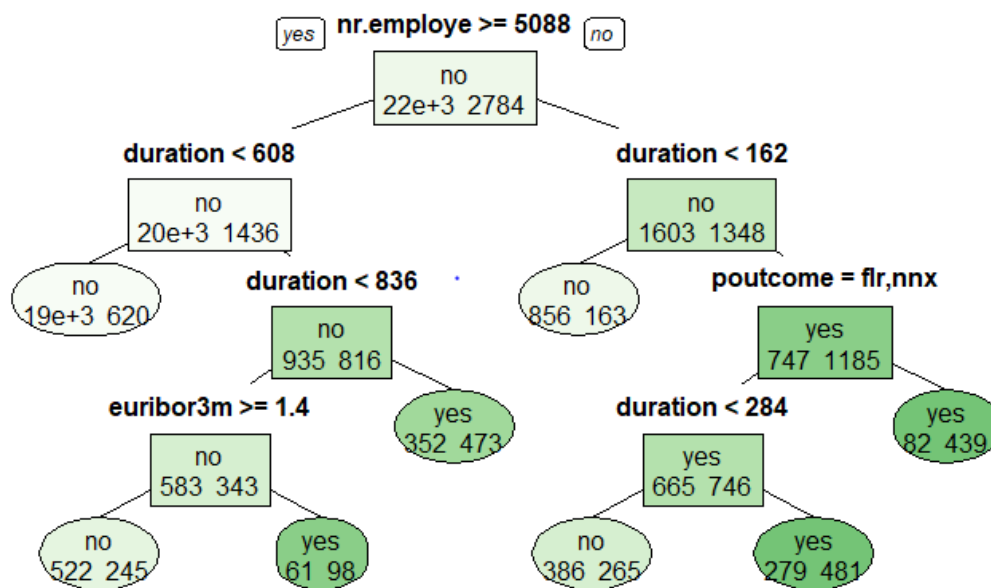 yes nr.employe >= 5088 no
no
22e+3 2784
duration < 608
duration < 162
no
20e+3 1436
no
1603 1348
no
19e+3 620
duration < 836
no
856 163
poutcome = flr,nnx
no
935 816
yes
747 1185
euribor3m >= 1.4
yes
352 473
duration < 284
yes
82 439
no
583 343
yes
665 746
no
522 245
yes
61 98
no
386 265
yes
279 481